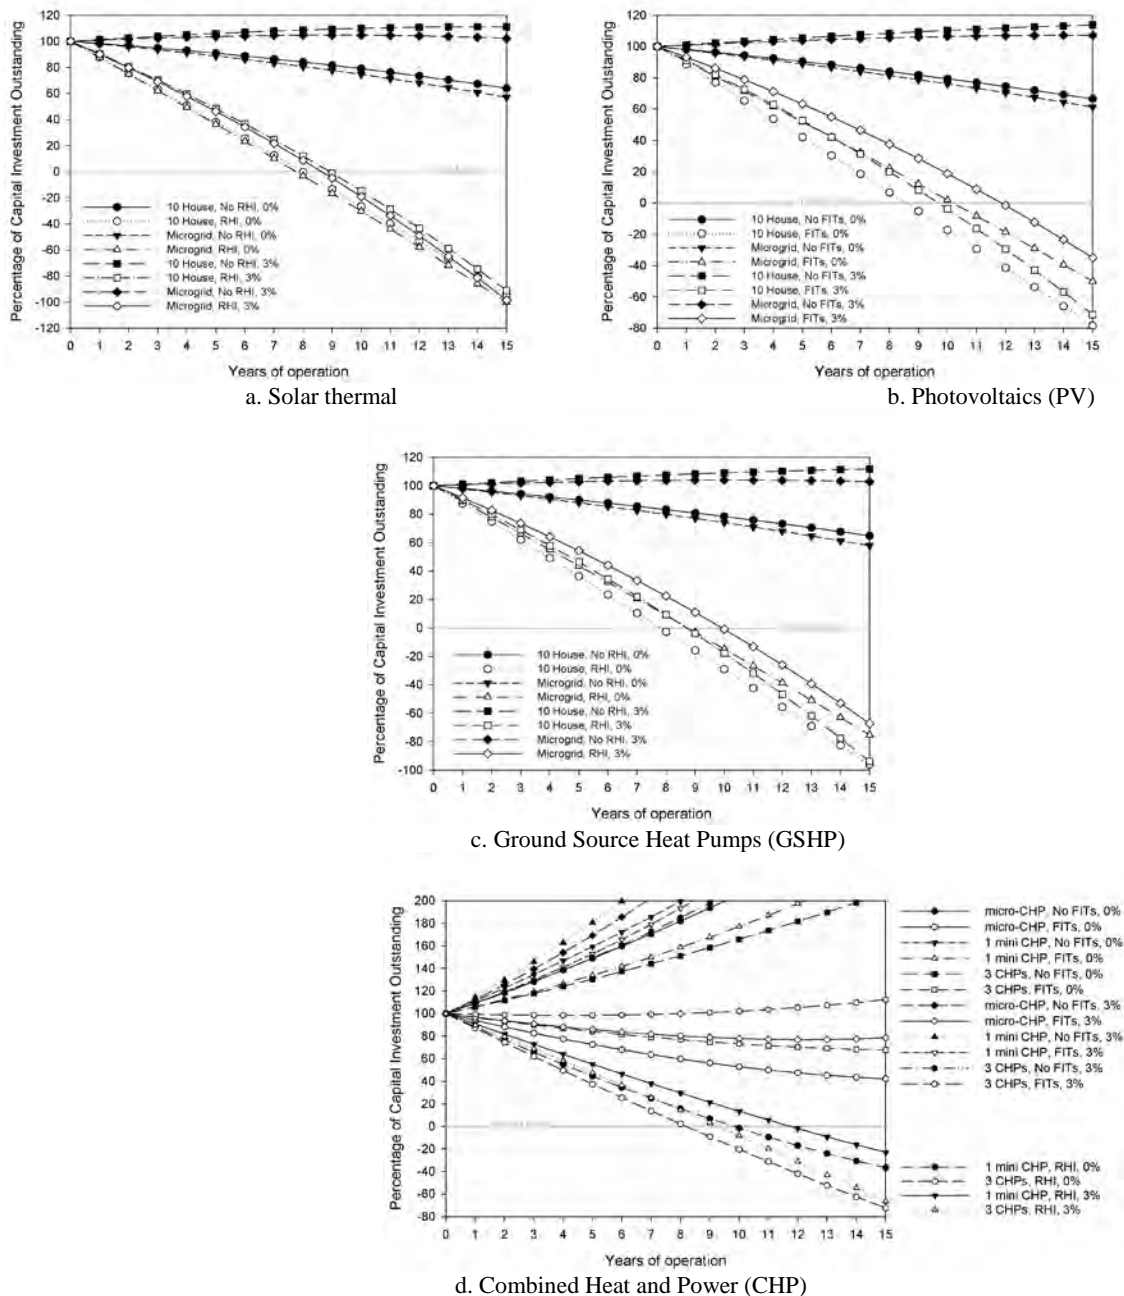 Percentage of Capital Investment Outstanding
120
100
80
60
40
20
0
-20
-40
-60
-80
-100
-120
10 House, No RHI, 0%
10 House, RHI, 0%
Microgrid, No RHI, 0%
Microgrid, RHI, 0%
10 House, No RHI, 3%
10 House, RHI, 3%
Microgrid, No RHI, 3%
Microgrid, RHI, 3%
0 1 2 3 4 5 6 7 8 9 10 11 12 13 14 15
Years of operation
a. Solar thermal
Percentage of Capital Investment Outstanding
120
100
80
60
40
20
0
-20
-40
-60
-80
10 House, No FITs, 0%
10 House, FITs, 0%
Microgrid, No FITs, 0%
Microgrid, FITs, 0%
10 House, No FITs, 3%
10 House, FITs, 3%
Microgrid, No FITs, 3%
Microgrid, FITs, 3%
0 1 2 3 4 5 6 7 8 9 10 11 12 13 14 15
Years of operation
b. Photovoltaics (PV)
Percentage of Capital Investment Outstanding
120
100
80
60
40
20
0
-20
-40
-60
-80
-100
10 House, No RHI, 0%
10 House, RHI, 0%
Microgrid, No RHI, 0%
Microgrid, RHI, 0%
10 House, No RHI, 3%
10 House, RHI, 3%
Microgrid, No RHI, 3%
Microgrid, RHI, 3%
0 1 2 3 4 5 6 7 8 9 10 11 12 13 14 15
Years of operation
c. Ground Source Heat Pumps (GSHP)
Percentage of Capital Investment Outstanding
200
180
160
140
120
100
80
60
40
20
0
-20
-40
-60
-80
0 1 2 3 4 5 6 7 8 9 10 11 12 13 14 15
Years of operation
micro-CHP, No FITs, 0%
micro-CHP, FITs, 0%
1 mini CHP, No FITs, 0%
1 mini CHP, FITs, 0%
3 CHPs, No FITs, 0%
3 CHPs, FITs, 0%
micro-CHP, No FITs, 3%
micro-CHP, FITs, 3%
1 mini CHP, No FITs, 3%
1 mini CHP, FITs, 3%
3 CHPs, No FITs, 3%
3 CHPs, FITs, 3%
1 mini CHP, RHI, 0%
3 CHPs, RHI, 0%
1 mini CHP, RHI, 3%
3 CHPs, RHI, 3%
d. Combined Heat and Power (CHP)